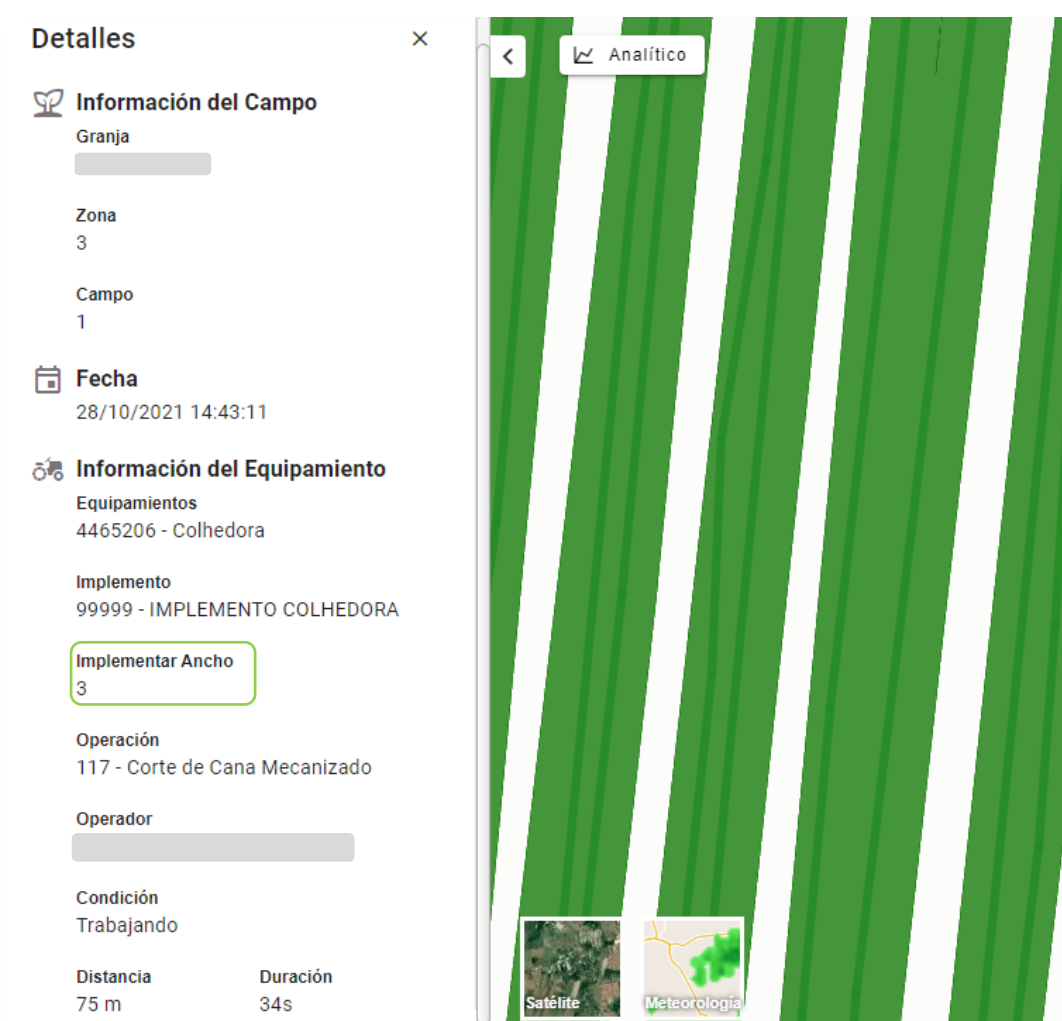 Detalles
Analítico
Información del Campo
Granja
Zona
3
Campo
1
Fecha
28/10/2021 14:43:11
Información del Equipamiento
Equipamientos
4465206 - Colhedora
Implemento
99999 - IMPLEMENTO COLHEDORA
Implementar Ancho
3
Operación
117 - Corte de Cana Mecanizado
Operador
Condición
Trabajando
Distancia Duración
75 m 34s
Satélite
Meteorología